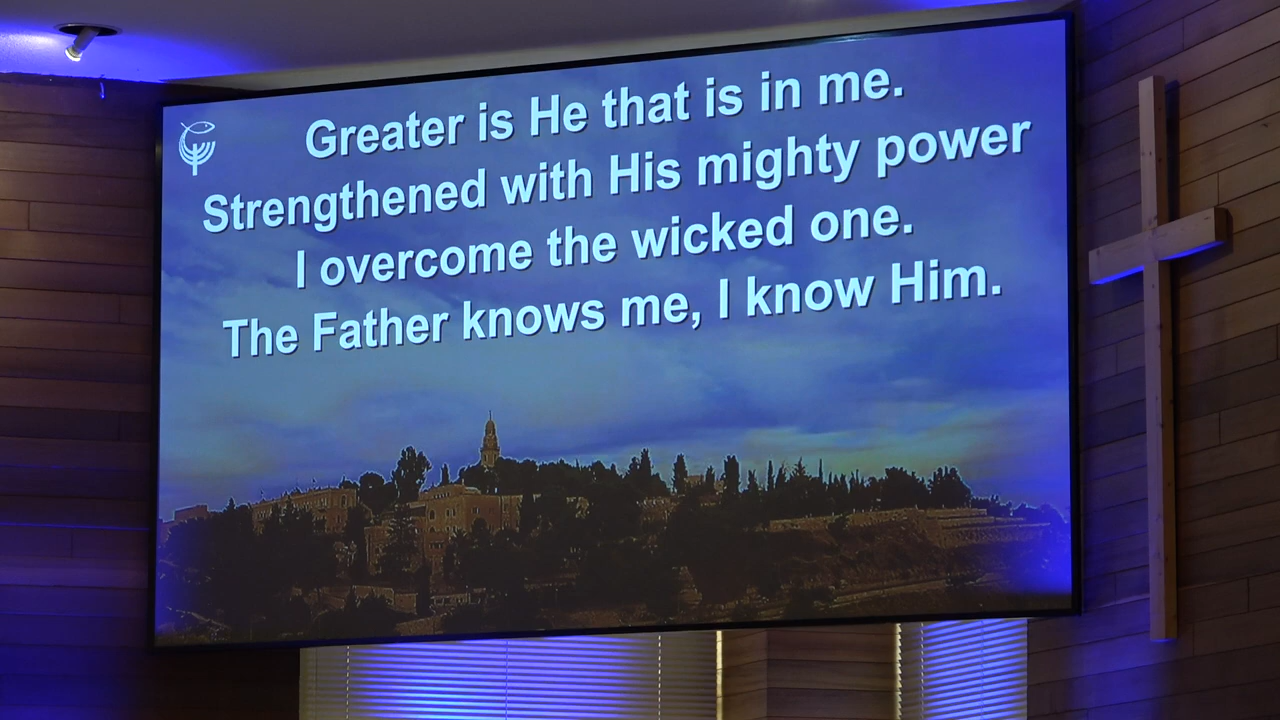 Greater is He that is in me.
Strengthened with His mighty power
I overcome the wicked one.
The Father knows me, I know Him.